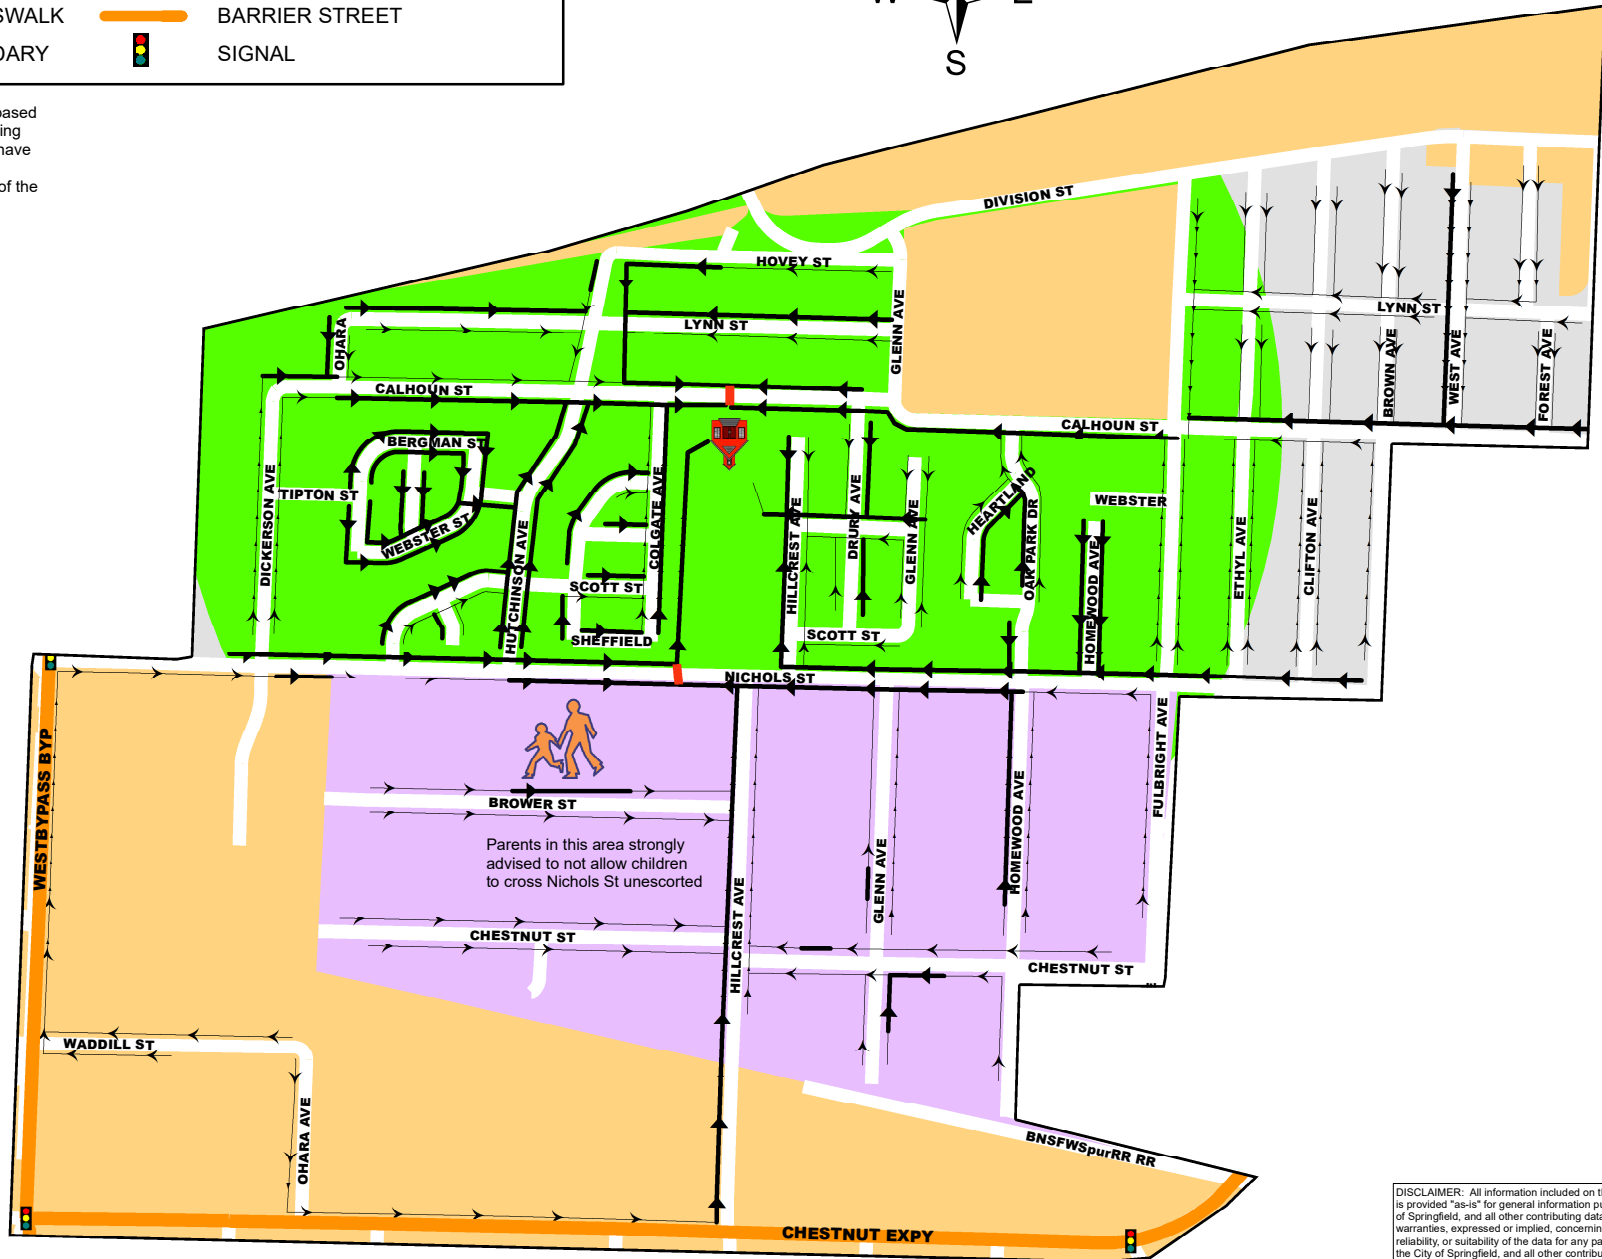 SWALK
BARRIER STREET
DARY
SIGNAL
W
E
S
based
ing
have
of the
DIVISION ST
HOVEY ST
LYNN ST
LYNN ST
OHARA
GLENN AVE
BROWN AVE
WEST AVE
FOREST AVE
CALHOUN ST
CALHOUN ST
BERGMAN ST
TIPTON ST
WEBSTER ST
DICKERSON AVE
HUTCHINSON AVE
COLGATE AVE
SCOTT ST
SHEFFIELD
HILLCREST AVE
DRURY AVE
GLENN AVE
SCOTT ST
HEARTLAND
OAK PARK DR
WEBSTER
HOMEWOOD AVE
ETHYL AVE
CLIFTON AVE
NICHOLS ST
WESTBYPASS BYP
BROWER ST
Parents in this area strongly
advised to not allow children
to cross Nichols St unescorted
CHESTNUT ST
HILLCREST AVE
GLENN AVE
HOMEWOOD AVE
FULBRIGHT AVE
CHESTNUT ST
WADDILL ST
OHARA AVE
BNSFWSpurRR RR
CHESTNUT EXPY
DISCLAIMER: All information included on th
is provided "as-is" for general information pu
of Springfield, and all other contributing data
warranties, expressed or implied, concernin
reliability, or suitability of the data for any pa
the City of Springfield, and all other contribu